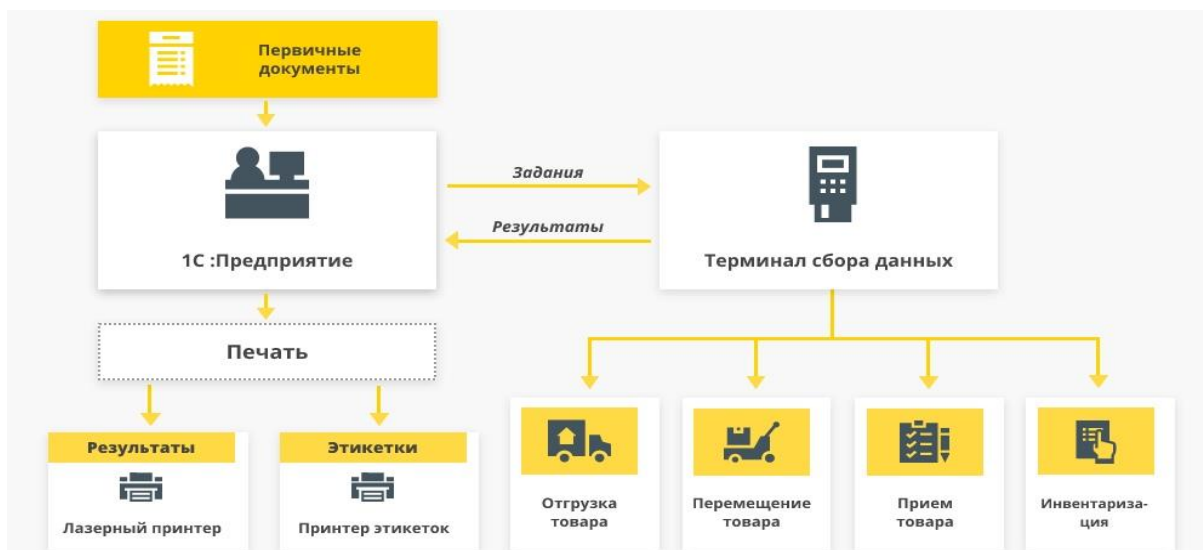 Первичные
документы
Задания
Результаты
1С :Предприятие
Терминал сбора данных
Печать
Результаты
Этикетки
Лазерный принтер
Принтер этикеток
Отгрузка
товара
Перемещение
товара
Прием
товара
Инвентариза-
ция